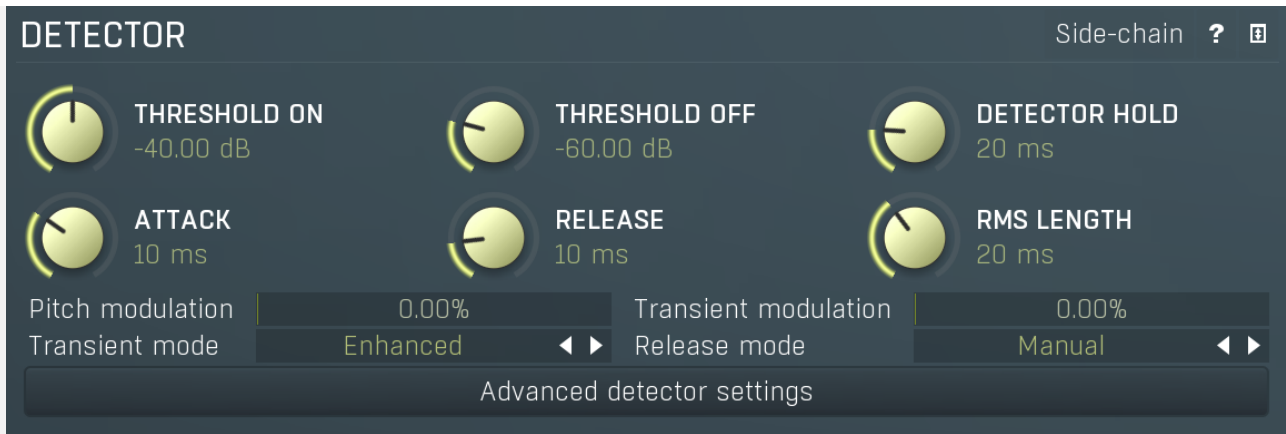 DETECTOR Side-chain ?
THRESHOLD ON THRESHOLD OFF DETECTOR HOLD
-40.00 dB -60.00 dB 20 ms
ATTACK RELEASE RMS LENGTH
10 ms 10 ms 20 ms
Pitch modulation 0.00% Transient modulation 0.00%
Transient mode Enhanced Release mode Manual
Advanced detector settings